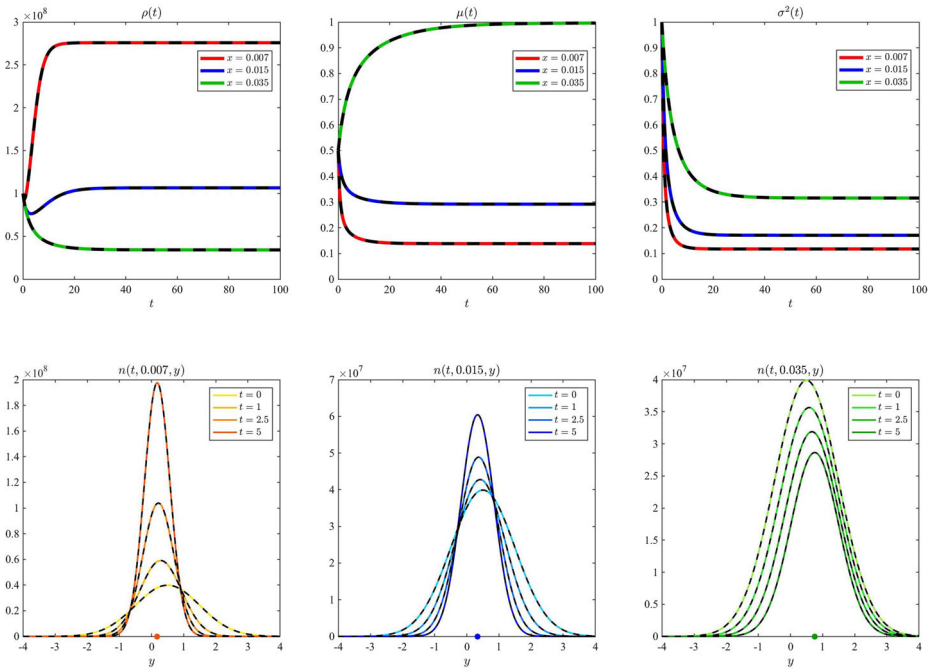 ρ(t)
×10⁸
3
2.5
2
1.5
1
0.5
0
0 20 40 60 80 100
t
x = 0.007
x = 0.015
x = 0.035
μ(t)
1
0.9
0.8
0.7
0.6
0.5
0.4
0.3
0.2
0.1
0
0 20 40 60 80 100
t
x = 0.007
x = 0.015
x = 0.035
σ²(t)
1
0.9
0.8
0.7
0.6
0.5
0.4
0.3
0.2
0.1
0
0 20 40 60 80 100
t
x = 0.007
x = 0.015
x = 0.035
n(t, 0.007, y)
×10⁸
2
1.8
1.6
1.4
1.2
1
0.8
0.6
0.4
0.2
0
-4 -3 -2 -1 0 1 2 3 4
y
t = 0
t = 1
t = 2.5
t = 5
n(t, 0.015, y)
×10⁷
7
6
5
4
3
2
1
0
-4 -3 -2 -1 0 1 2 3 4
y
t = 0
t = 1
t = 2.5
t = 5
n(t, 0.035, y)
×10⁷
4
3.5
3
2.5
2
1.5
1
0.5
0
-4 -3 -2 -1 0 1 2 3 4
y
t = 0
t = 1
t = 2.5
t = 5